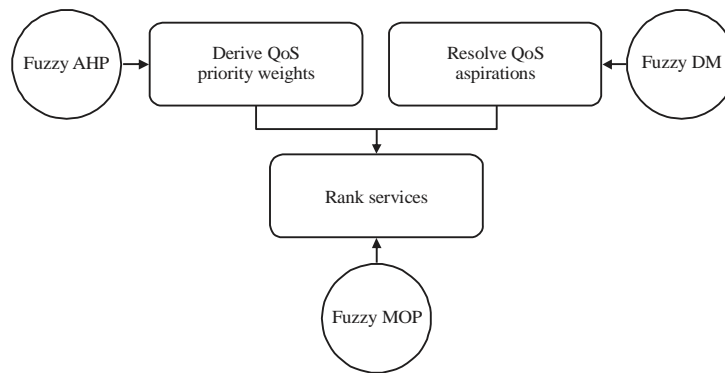 Fuzzy AHP
Derive QoS
priority weights
Resolve QoS
aspirations
Fuzzy DM
Rank services
Fuzzy MOP